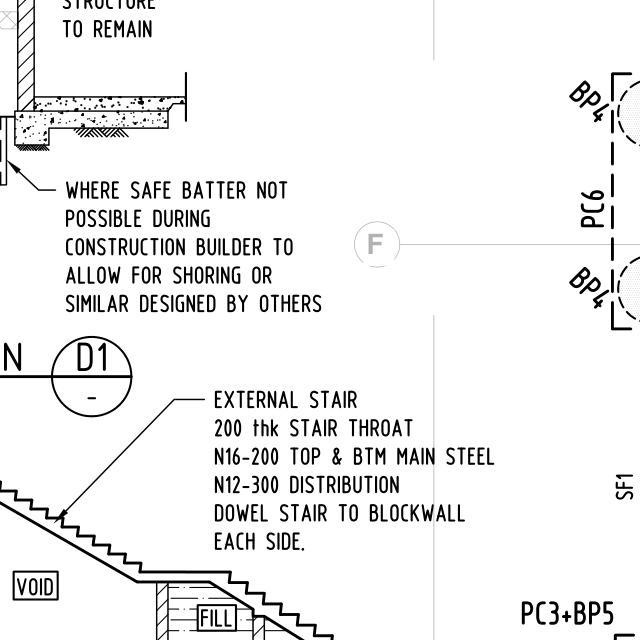 STRUCTURE
TO REMAIN
BP4
WHERE SAFE BATTER NOT
POSSIBLE DURING
CONSTRUCTION BUILDER TO
ALLOW FOR SHORING OR
SIMILAR DESIGNED BY OTHERS
PC6
F
BP4
N
D1
-
EXTERNAL STAIR
200 thk STAIR THROAT
N16-200 TOP & BTM MAIN STEEL
N12-300 DISTRIBUTION
DOWEL STAIR TO BLOCKWALL
EACH SIDE.
SF1
VOID
FILL
PC3+BP5